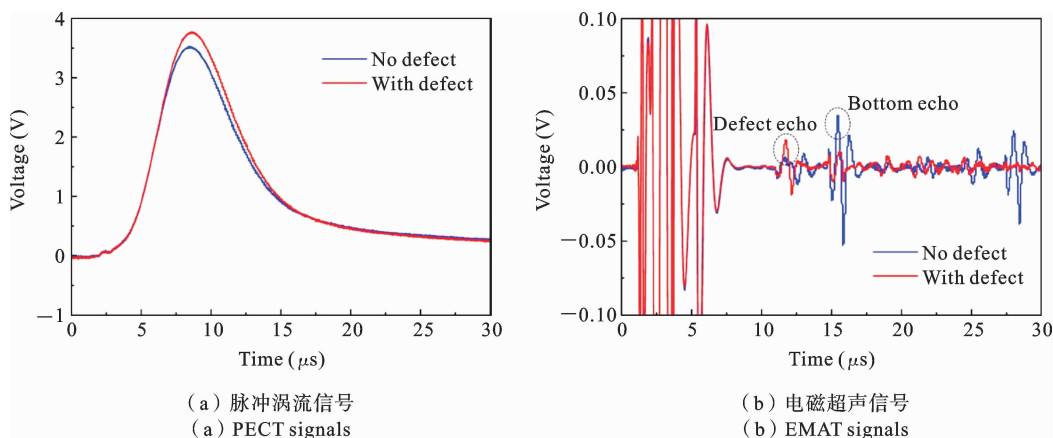 4
3
2
1
0
−1
Voltage (V)
No defect
With defect
0
5
10
15
20
25
30
Time (μs)
(a)脉冲涡流信号
(a) PECT signals
0.10
0.05
0.00
−0.05
−0.10
Voltage (V)
Bottom echo
Defect echo
No defect
With defect
0
5
10
15
20
25
30
Time (μs)
(b)电磁超声信号
(b) EMAT signals